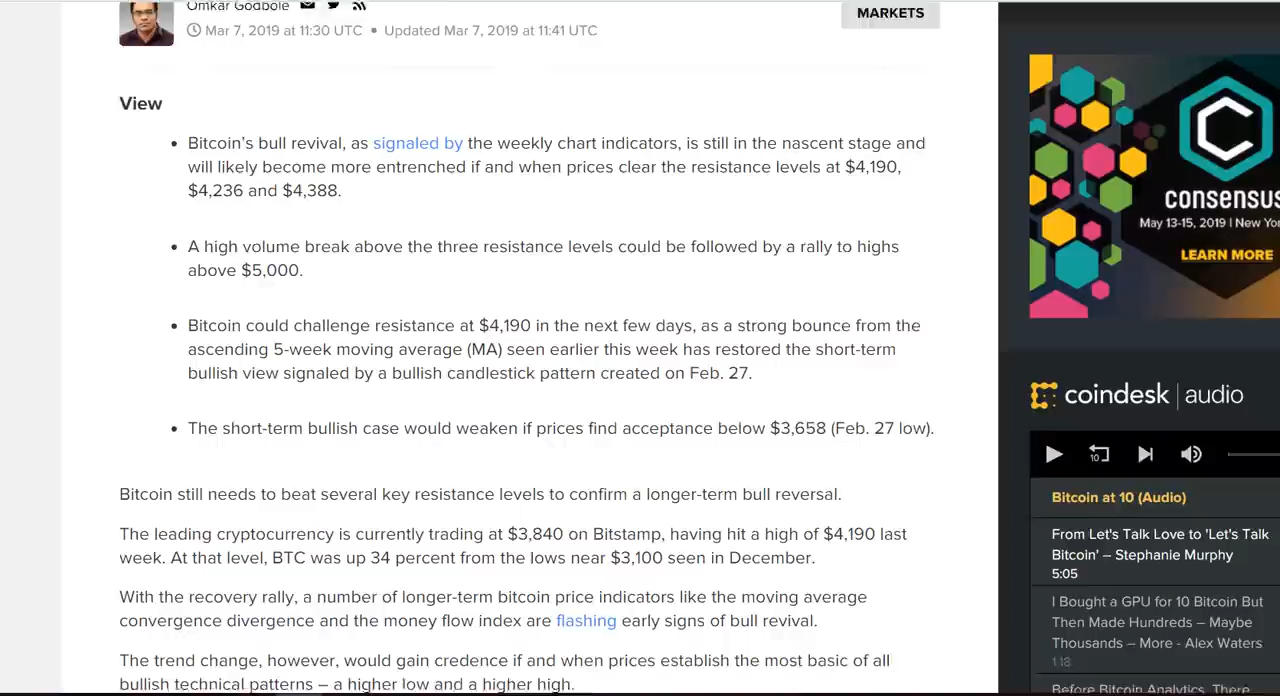 Omkar Godbole
MARKETS
Mar 7, 2019 at 11:30 UTC • Updated Mar 7, 2019 at 11:41 UTC
View
• Bitcoin's bull revival, as signaled by the weekly chart indicators, is still in the nascent stage and
will likely become more entrenched if and when prices clear the resistance levels at $4,190,
$4,236 and $4,388.
• A high volume break above the three resistance levels could be followed by a rally to highs
above $5,000.
• Bitcoin could challenge resistance at $4,190 in the next few days, as a strong bounce from the
ascending 5-week moving average (MA) seen earlier this week has restored the short-term
bullish view signaled by a bullish candlestick pattern created on Feb. 27.
• The short-term bullish case would weaken if prices find acceptance below $3,658 (Feb. 27 low).
Bitcoin still needs to beat several key resistance levels to confirm a longer-term bull reversal.
The leading cryptocurrency is currently trading at $3,840 on Bitstamp, having hit a high of $4,190 last
week. At that level, BTC was up 34 percent from the lows near $3,100 seen in December.
With the recovery rally, a number of longer-term bitcoin price indicators like the moving average
convergence divergence and the money flow index are flashing early signs of bull revival.
The trend change, however, would gain credence if and when prices establish the most basic of all
bullish technical patterns – a higher low and a higher high.
consensus
May 13-15, 2019 | New Yor
LEARN MORE
coindesk | audio
10
Bitcoin at 10 (Audio)
From Let's Talk Love to 'Let's Talk
Bitcoin' – Stephanie Murphy
5:05
I Bought a GPU for 10 Bitcoin But
Then Made Hundreds – Maybe
Thousands – More - Alex Waters
1:18
Before Bitcoin Analytics, There